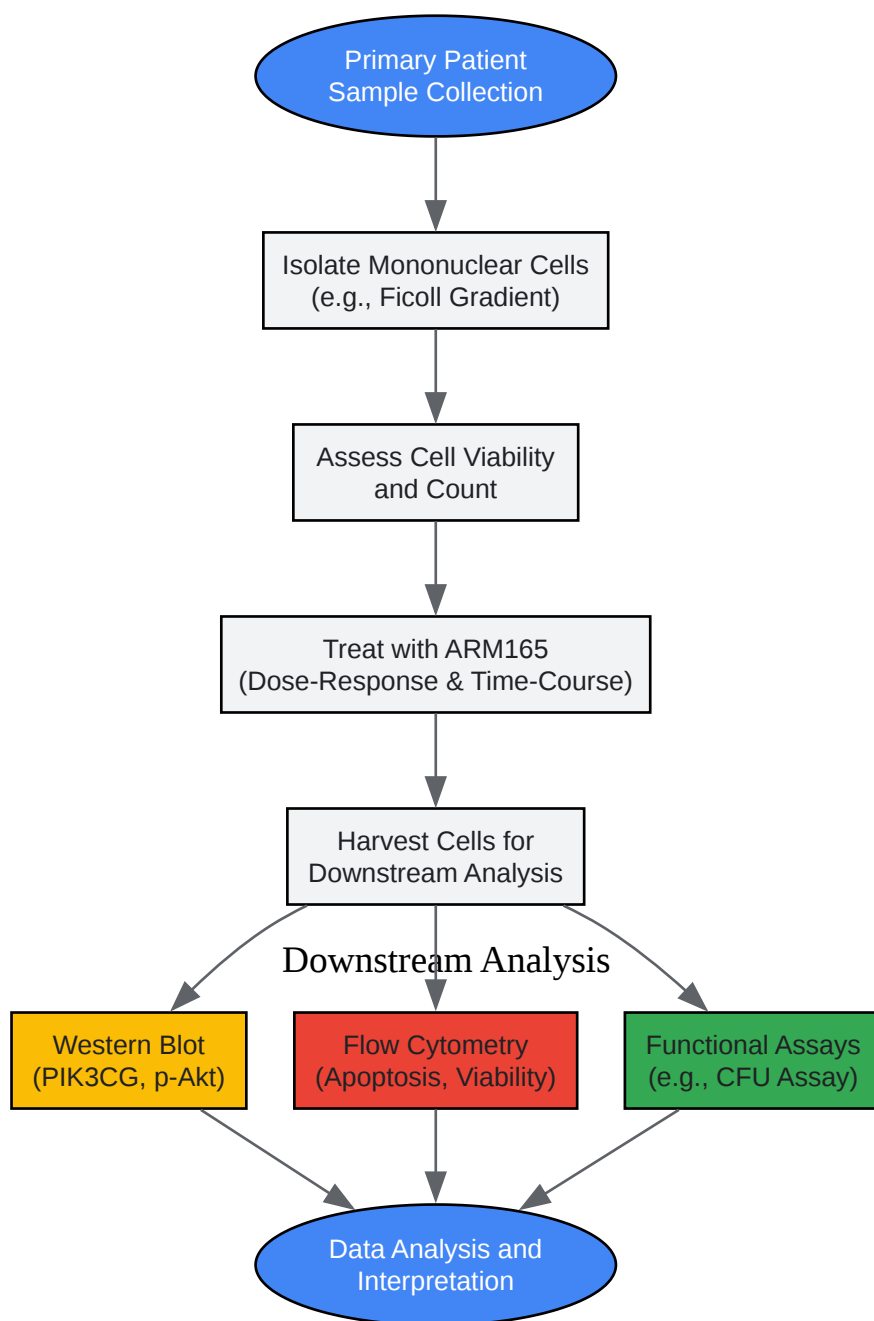 Primary Patient
Sample Collection
Isolate Mononuclear Cells
(e.g., Ficoll Gradient)
Assess Cell Viability
and Count
Treat with ARM165
(Dose-Response & Time-Course)
Harvest Cells for
Downstream Analysis
Downstream Analysis
Western Blot
(PIK3CG, p-Akt)
Flow Cytometry
(Apoptosis, Viability)
Functional Assays
(e.g., CFU Assay)
Data Analysis and
Interpretation